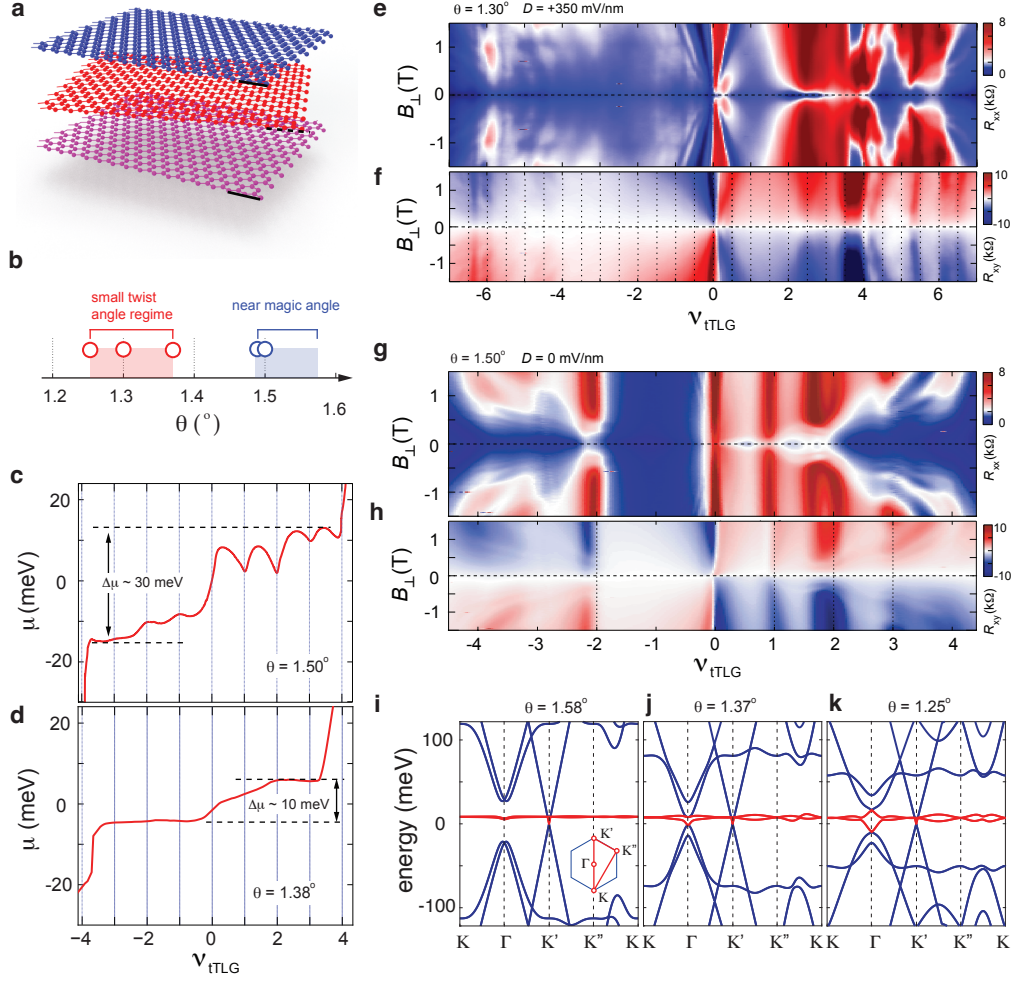 a
b
small twist
angle regime
near magic angle
1.2
1.3
1.4
1.5
1.6
θ (°)
c
20
0
-20
μ (meV)
Δμ ~ 30 meV
θ = 1.50°
d
20
0
-20
μ (meV)
Δμ ~ 10 meV
θ = 1.38°
−4
−2
0
2
4
ν_tTLG
e
θ = 1.30° D = +350 mV/nm
B⊥(T)
1
0
-1
8
0
Rxx(kΩ)
f
B⊥(T)
1
0
-1
10
-10
Rxy(kΩ)
-6
-4
-2
0
2
4
6
ν_tTLG
g
θ = 1.50° D = 0 mV/nm
B⊥(T)
1
0
-1
8
0
Rxx(kΩ)
h
B⊥(T)
1
0
-1
10
-10
Rxy(kΩ)
-4
-3
-2
-1
0
1
2
3
4
ν_tTLG
i
θ = 1.58°
energy (meV)
100
0
-100
K'
K''
Γ
K
K Γ K' K'' K
j
θ = 1.37°
K Γ K' K'' K
k
θ = 1.25°
K Γ K' K'' K